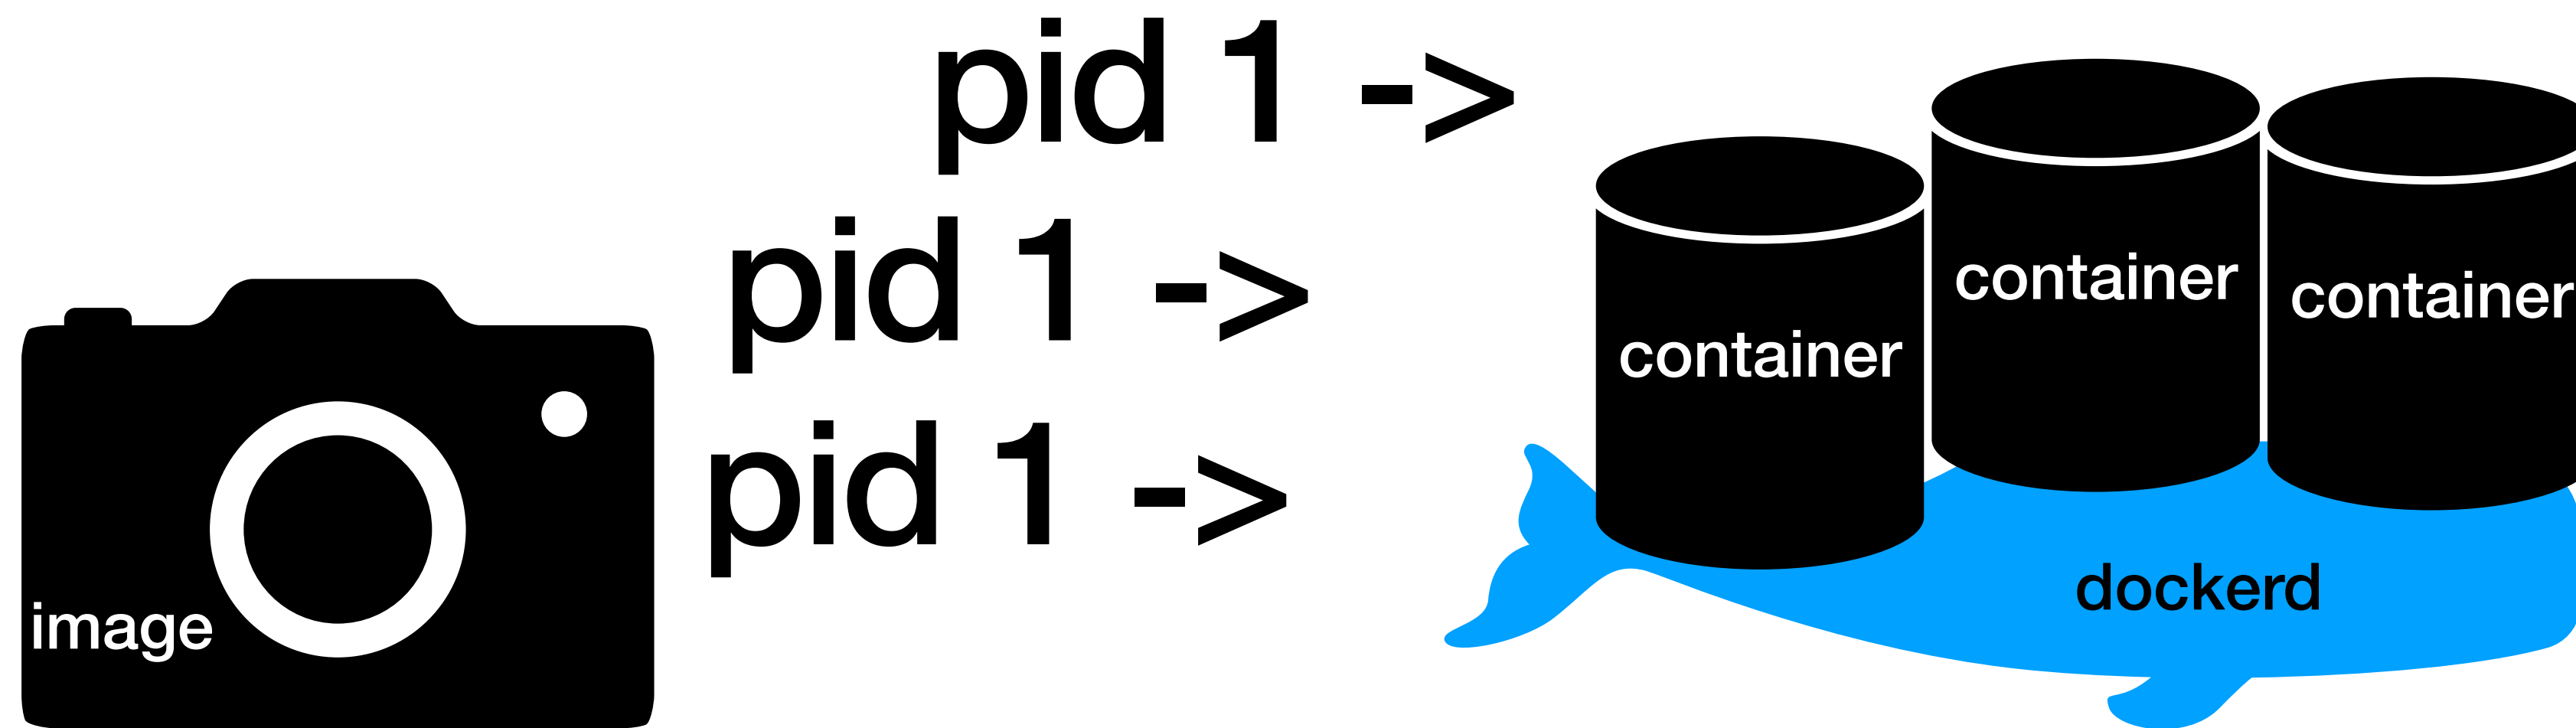 pid 1 ->
pid 1 ->
pid 1 ->
image
container
container
container
dockerd